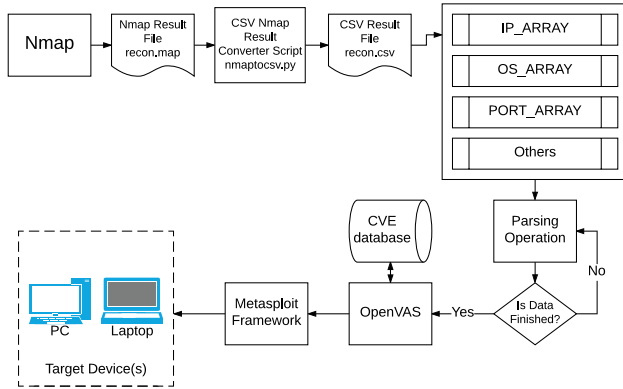 Nmap
Nmap Result
File
recon.map
CSV Nmap
Result
Converter Script
nmaptocsv.py
CSV Result
File
recon.csv
IP_ARRAY
OS_ARRAY
PORT_ARRAY
Others
Parsing
Operation
No
Is Data
Finished?
Yes
CVE
database
OpenVAS
Metasploit
Framework
PC
Laptop
Target Device(s)